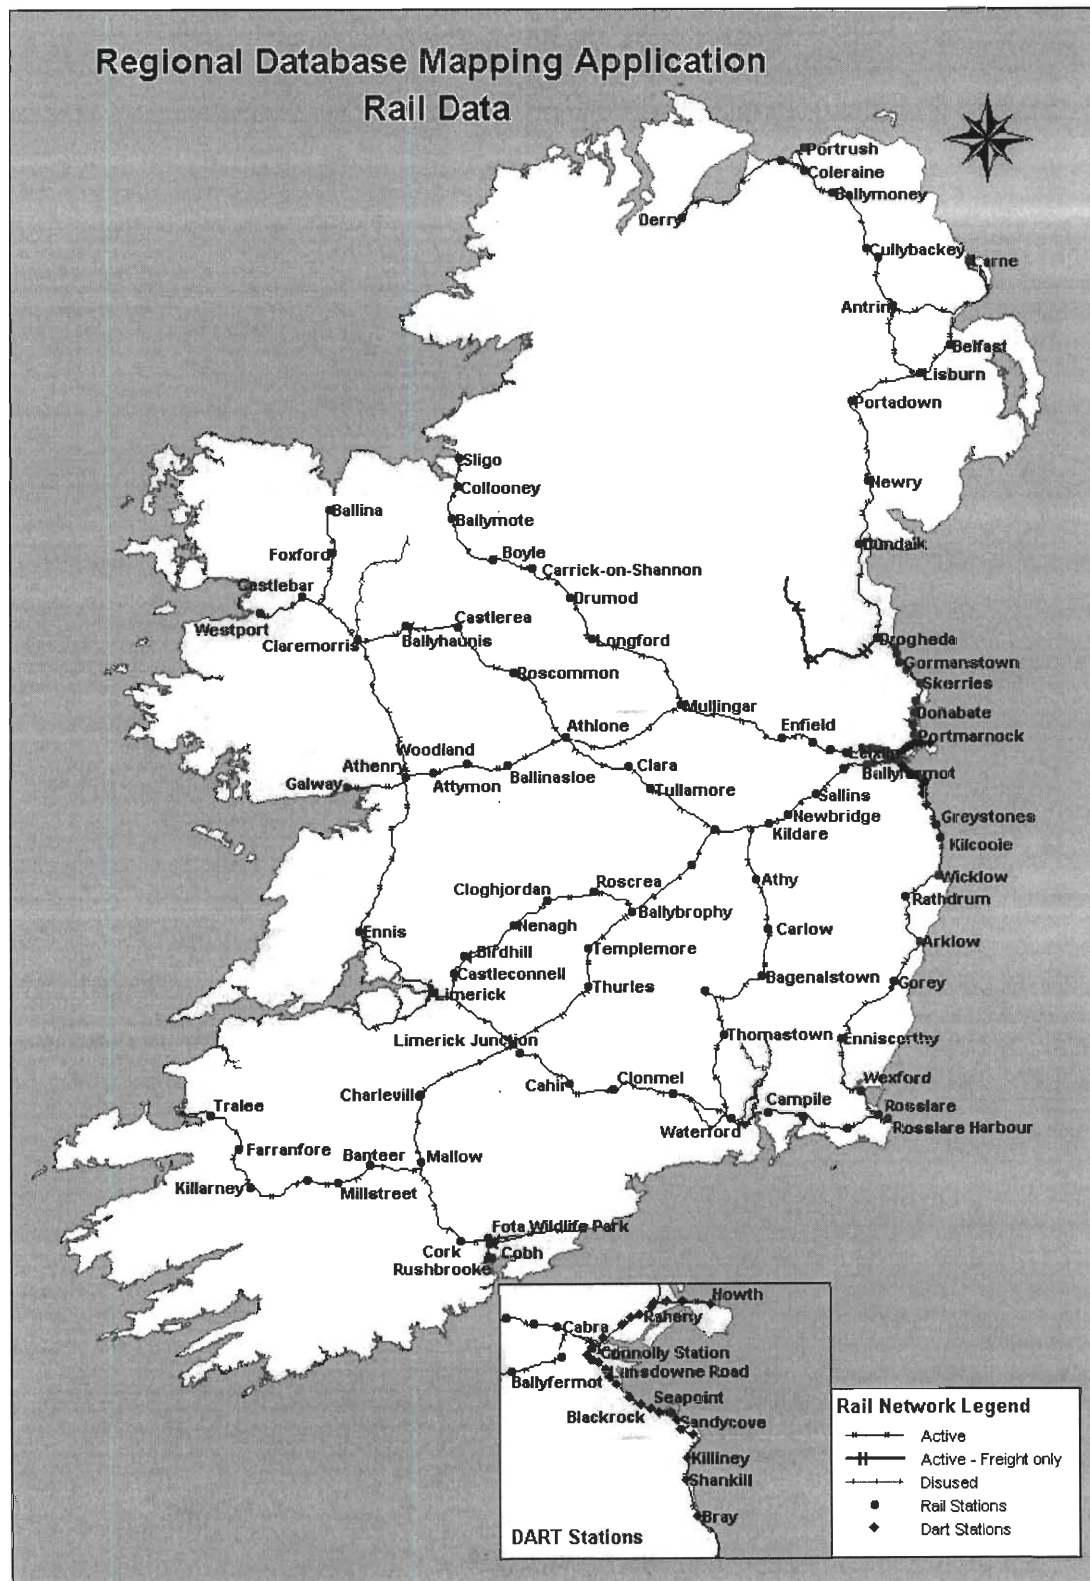 Regional Database Mapping Application
Rail Data
Portrush
Coleraine
Ballymoney
Derry
Cullybackey
Larne
Antrim
Belfast
Lisburn
Portadown
Sligo
Collooney
Newry
Ballina
Ballymote
Foxford
Boyle
Dundalk
Castlebar
Carrick-on-Shannon
Drumod
Westport
Castlerea
Claremorris
Ballyhaunis
Longford
Drogheda
Gormanstown
Roscommon
Skerries
Mullingar
Donabate
Athlone
Enfield
Portmarnock
Woodland
Leixlip
Athenry
Clara
Ballyfermot
Galway
Attymon
Ballinasloe
Tullamore
Sallins
Newbridge
Greystones
Kildare
Kilcoole
Wicklow
Cloghjordan
Roscrea
Athy
Rathdrum
Ballybrophy
Nenagh
Ennis
Carlow
Arklow
Birdhill
Templemore
Castleconnell
Bagenalstown
Gorey
Limerick
Thurles
Limerick Junction
Thomastown
Enniscorthy
Cahir
Clonmel
Wexford
Charleville
Campile
Tralee
Rosslare
Waterford
Rosslare Harbour
Farranfore
Banteer
Mallow
Killarney
Millstreet
Fota Wildlife Park
Cork
Cobh
Rushbrooke
Howth
Raheny
Cabra
Connolly Station
Lansdowne Road
Ballyfermot
Seapoint
Blackrock
Sandycove
Killiney
Shankill
Bray
DART Stations
Rail Network Legend
Active
Active - Freight only
Disused
Rail Stations
Dart Stations